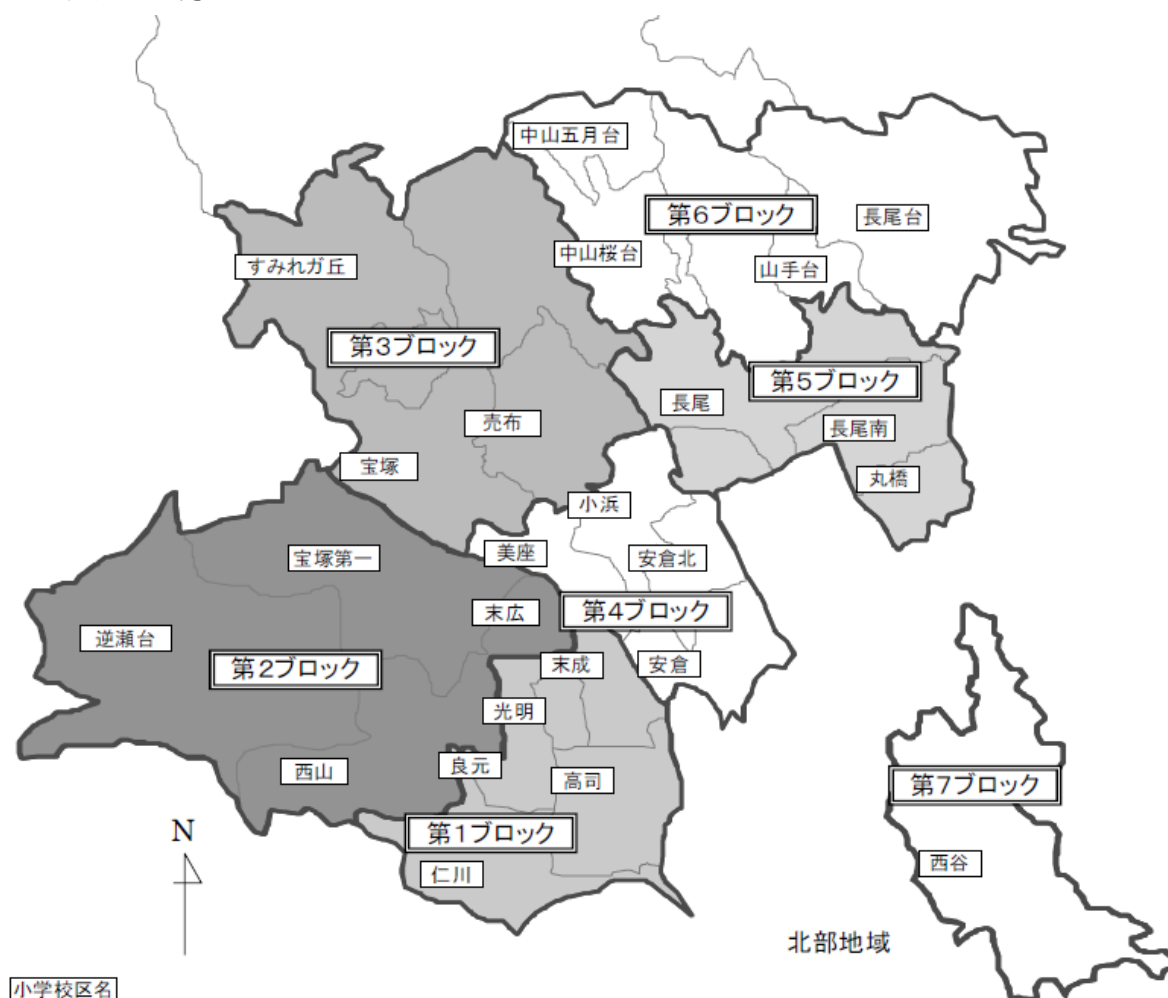 中山五月台
第6ブロック
長尾台
中山桜台
山手台
すみれガ丘
第3ブロック
第5ブロック
長尾
売布
長尾南
宝塚
丸橋
小浜
美座
宝塚第一
安倉北
末広
第4ブロック
逆瀬台
第2ブロック
末成
安倉
光明
良元
西山
高司
第7ブロック
N
第1ブロック
仁川
西谷
北部地域
小学校区名